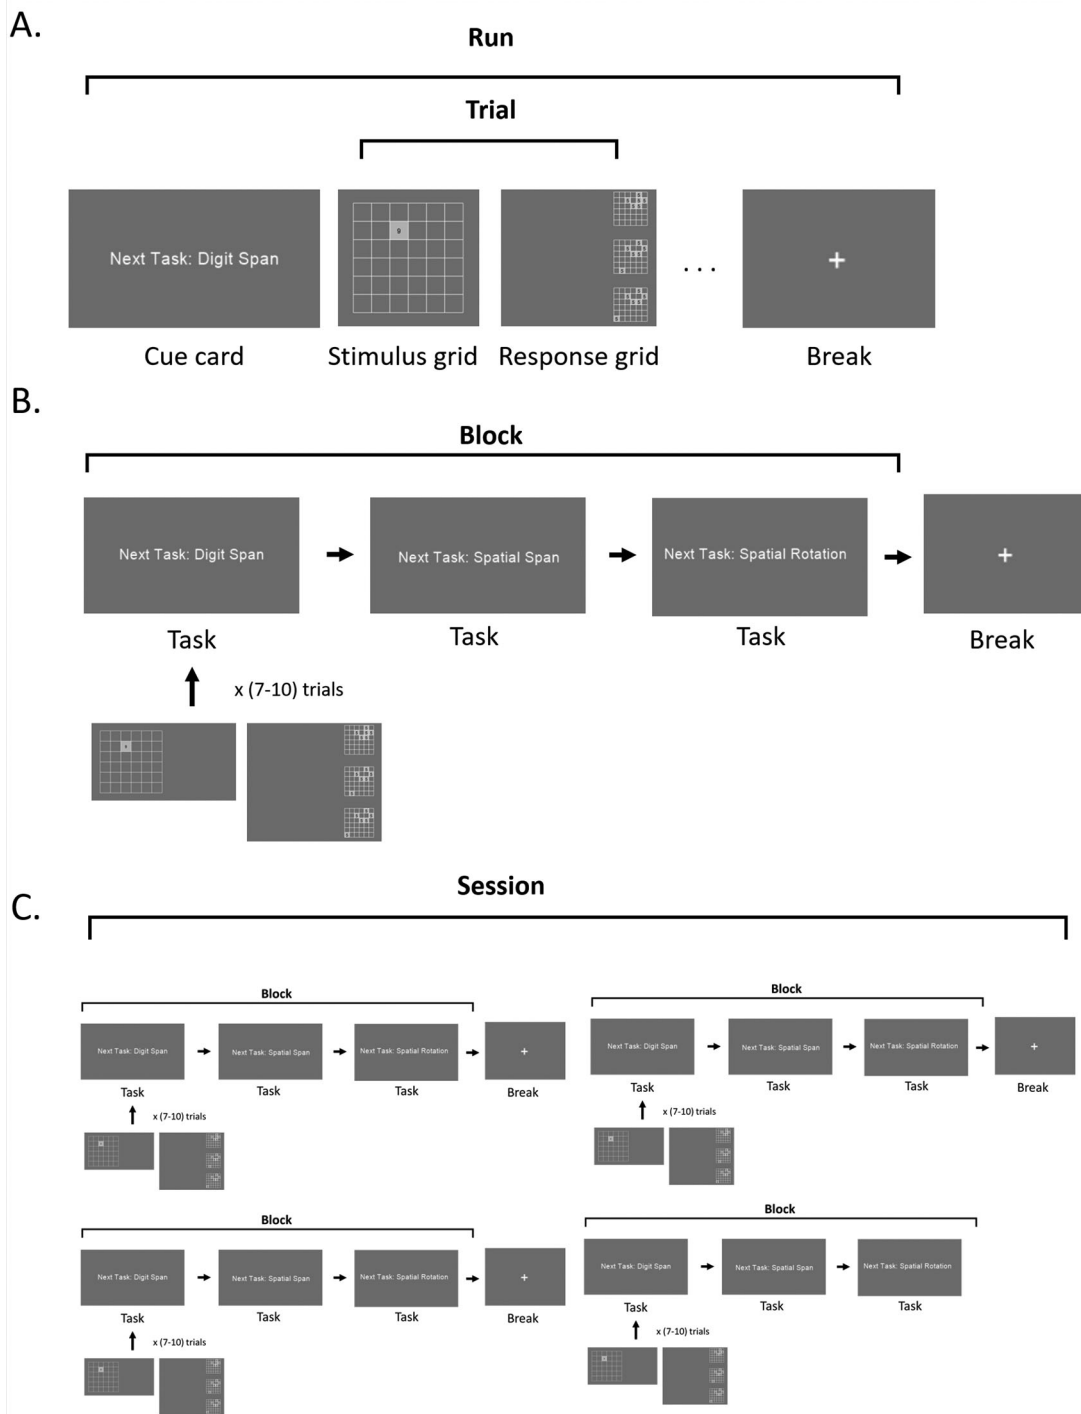 A.
Run
Trial
Next Task: Digit Span
9
+
. . .
Cue card
Stimulus grid
Response grid
Break
B.
Block
Next Task: Digit Span
Next Task: Spatial Span
Next Task: Spatial Rotation
+
Task
Task
Task
Break
x (7-10) trials
Session
C.
Block
Block
Next Task: Digit Span
Next Task: Spatial Span
Next Task: Spatial Rotation
+
Next Task: Digit Span
Next Task: Spatial Span
Next Task: Spatial Rotation
+
Task
Task
Task
Break
Task
Task
Task
Break
x (7-10) trials
x (7-10) trials
Block
Block
Next Task: Digit Span
Next Task: Spatial Span
Next Task: Spatial Rotation
+
Next Task: Digit Span
Next Task: Spatial Span
Next Task: Spatial Rotation
Task
Task
Task
Break
Task
Task
Task
x (7-10) trials
x (7-10) trials